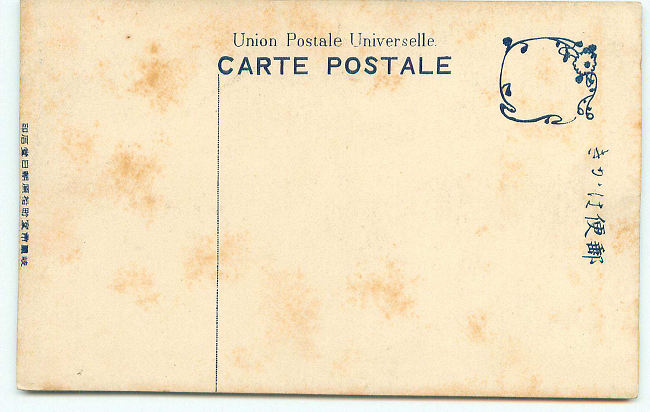 Union Postale Universelle.
CARTE POSTALE
郵便はかき